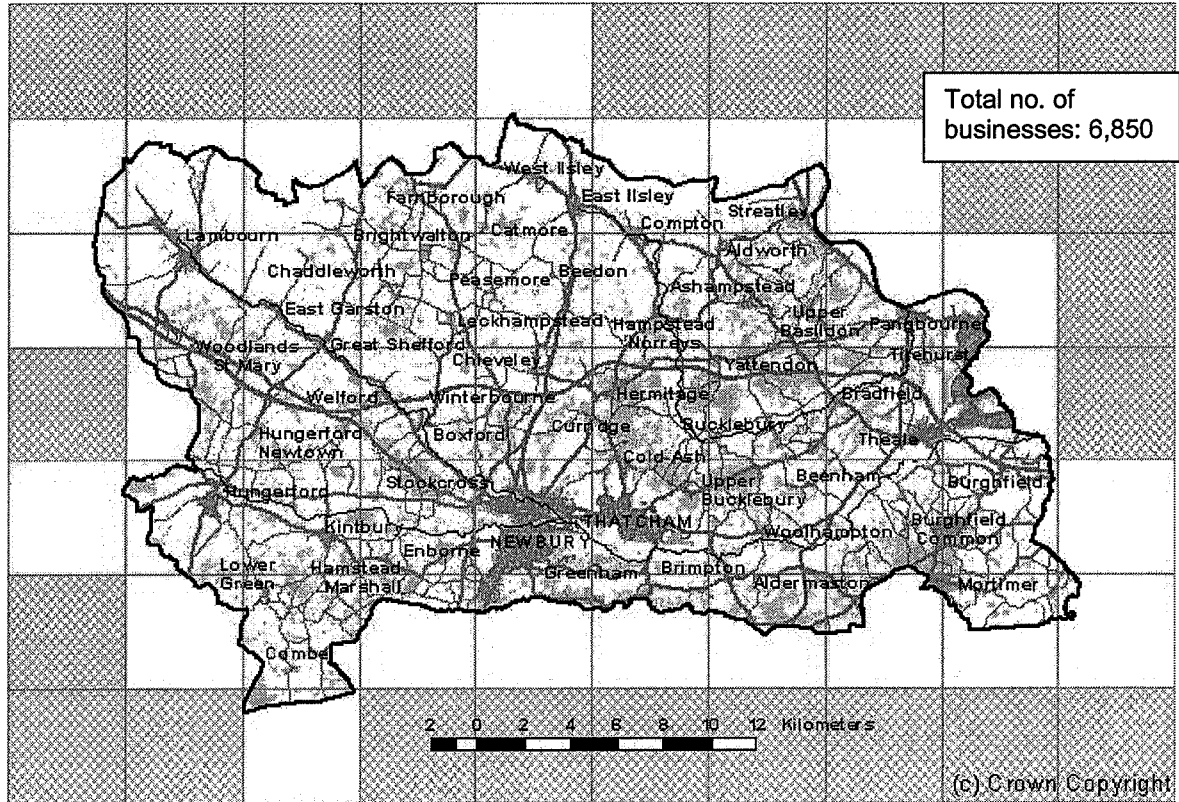 Total no. of
businesses: 6,850
West Ilsley
Farnborough
East Ilsley
Streatley
Compton
Lambourn
Brightwalton
Catmore
Aldworth
Chaddleworth
Peasemore
Beedon
Ashampstead
East Garston
Leckhampstead
Hampstead
Norreys
Upper
Basildon
Pangbourne
Woodlands
St Mary
Great Shefford
Chieveley
Yattendon
Tilehurst
Welford
Winterbourne
Hermitage
Bradfield
Hungerford
Newtown
Boxford
Curridge
Bucklebury
Theale
Cold Ash
Hungerford
Stockcross
Upper
Bucklebury
Beenham
Burghfield
Kintbury
THATCHAM
Woolhampton
Burghfield
Common
Enborne
NEWBURY
Lower
Green
Hamstead
Marshall
Greenham
Brimpton
Aldermaston
Mortimer
Combe
2 0 2 4 6 8 10 12 Kilometers
(c) Crown Copyright